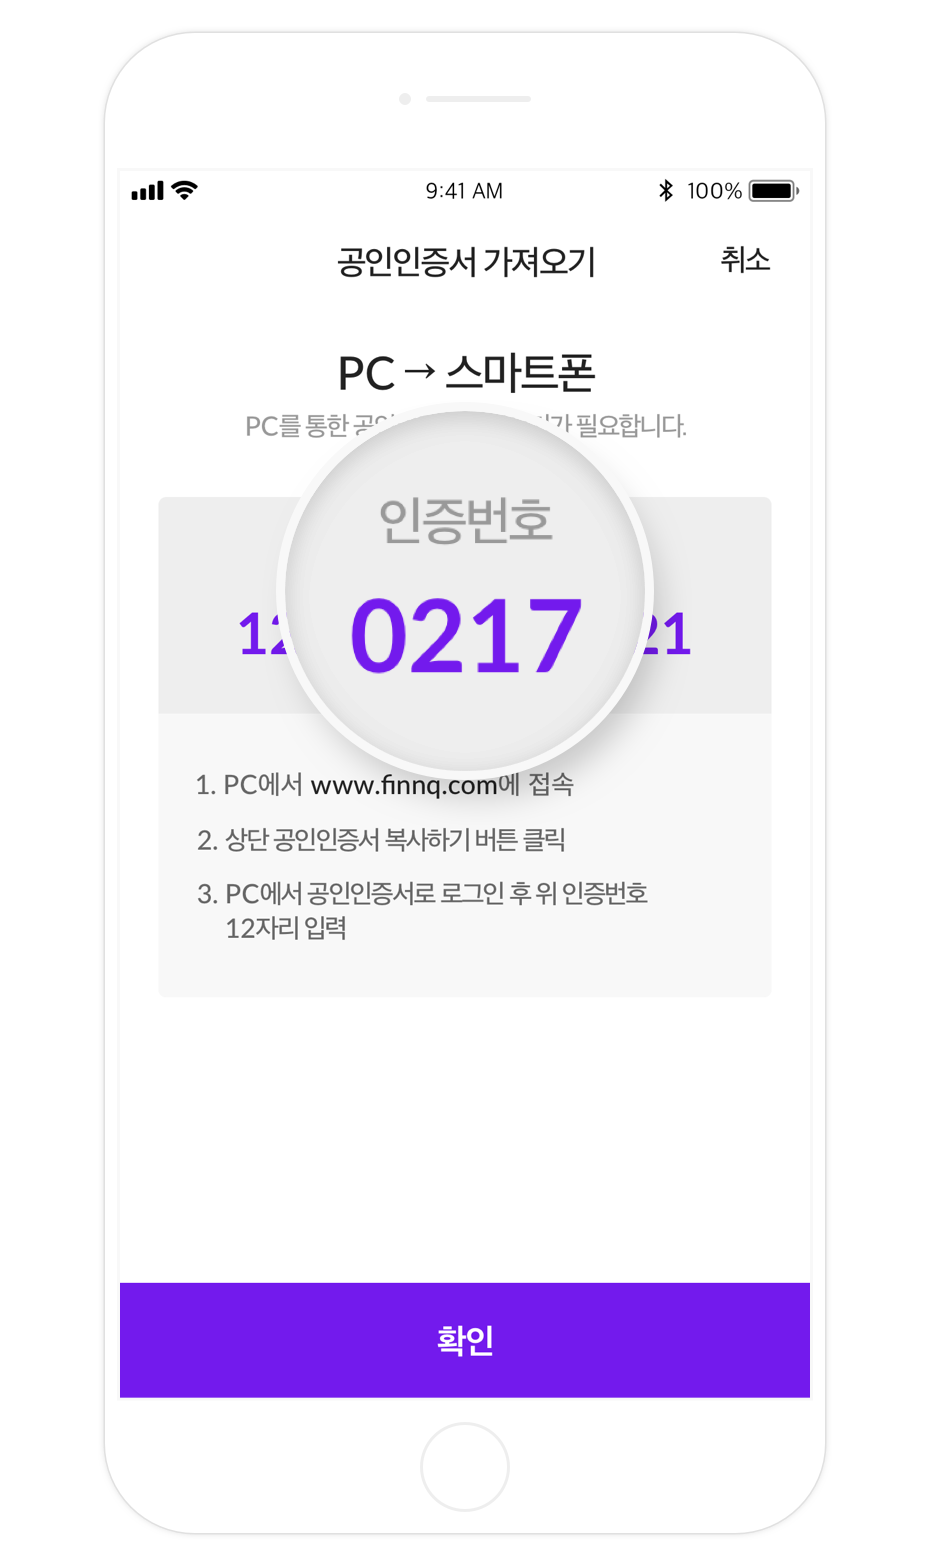 9:41 AM 100%
공인인증서 가져오기 취소
PC → 스마트폰
PC를 통한 필요합니다.
인증번호
12 0217 21
1. PC에서 www.finnq.com에 접속
2. 상단 공인인증서 복사하기 버튼 클릭
3. PC에서 공인인증서로 로그인 후 위 인증번호
12자리 입력
확인